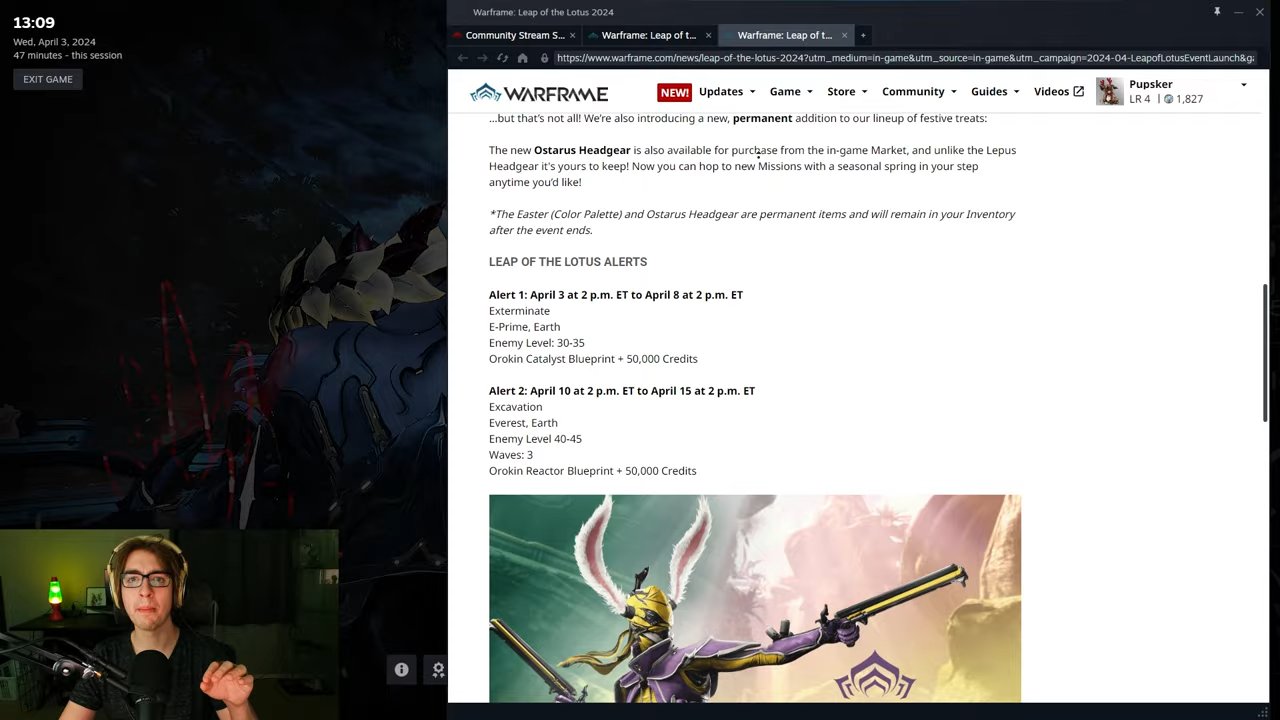 13:09
Wed, April 3, 2024
47 minutes - this session
EXIT GAME
Warframe: Leap of the Lotus 2024
Community Stream S...
Warframe: Leap of t...
Warframe: Leap of t...
https://www.warframe.com/news/leap-of-the-lotus-2024?utm_medium=in-game&utm_source=in-game&utm_campaign=2024-04-LeapofLotusEventLaunch&g
WARFRAME
NEW!
Updates
Game
Store
Community
Guides
Videos
Pupsker
LR 4 | 1,827
...but that's not all! We're also introducing a new, permanent addition to our lineup of festive treats:
The new Ostarus Headgear is also available for purchase from the in-game Market, and unlike the Lepus
Headgear it's yours to keep! Now you can hop to new Missions with a seasonal spring in your step
anytime you'd like!
*The Easter (Color Palette) and Ostarus Headgear are permanent items and will remain in your Inventory
after the event ends.
LEAP OF THE LOTUS ALERTS
Alert 1: April 3 at 2 p.m. ET to April 8 at 2 p.m. ET
Exterminate
E-Prime, Earth
Enemy Level: 30-35
Orokin Catalyst Blueprint + 50,000 Credits
Alert 2: April 10 at 2 p.m. ET to April 15 at 2 p.m. ET
Excavation
Everest, Earth
Enemy Level 40-45
Waves: 3
Orokin Reactor Blueprint + 50,000 Credits